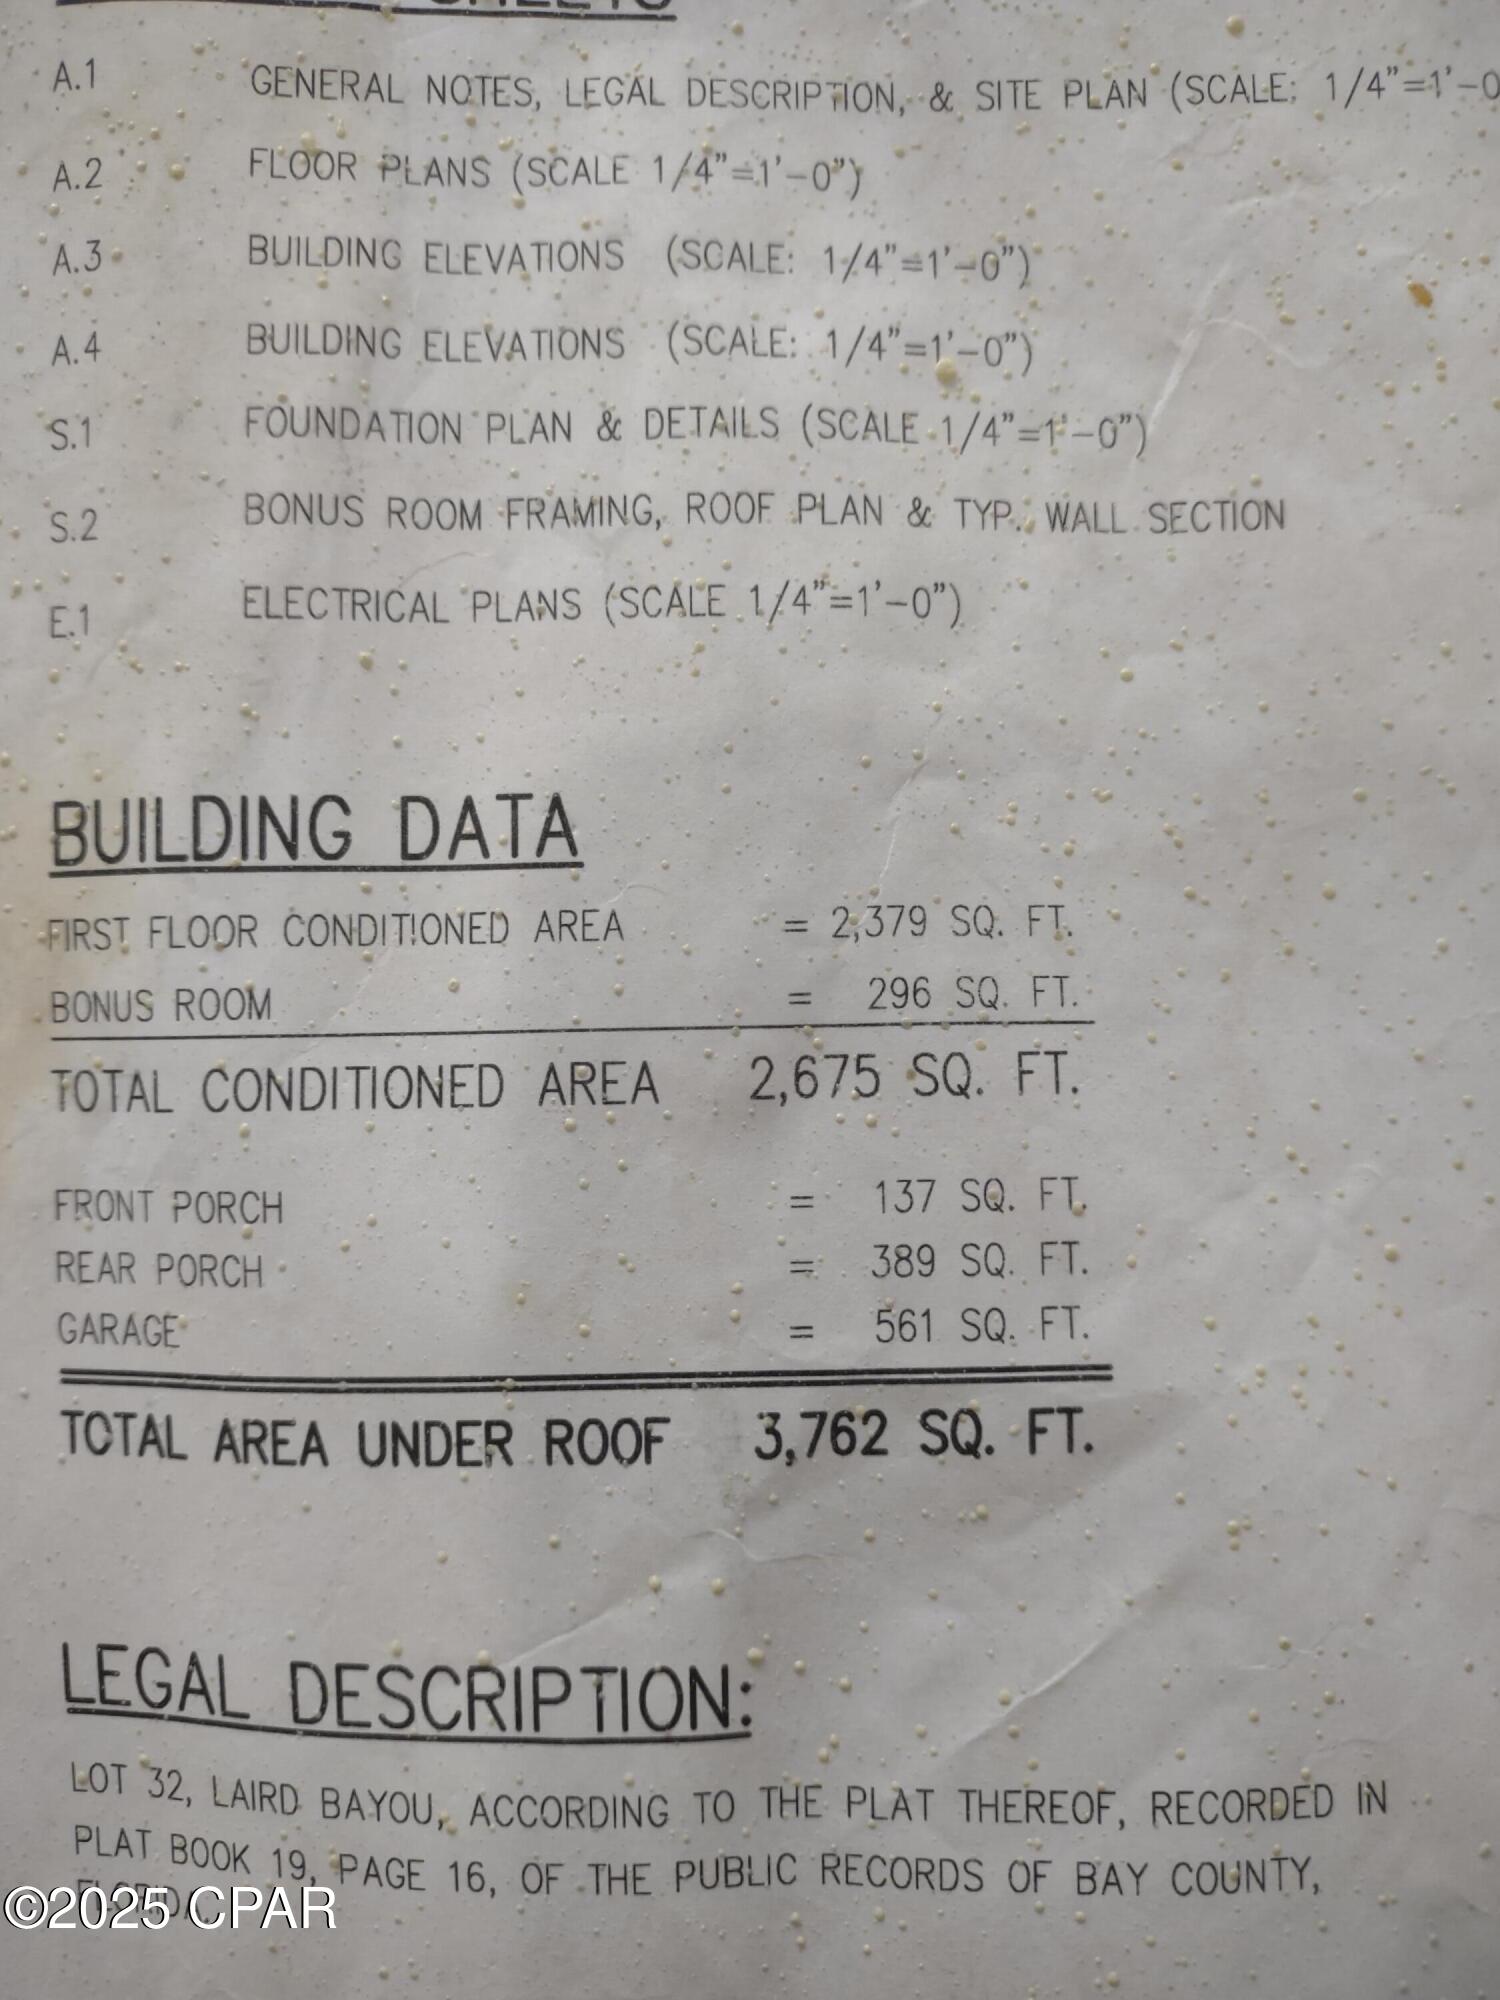 A.1 GENERAL NOTES, LEGAL DESCRIPTION, & SITE PLAN (SCALE: 1/4"=1'-0
A.2 FLOOR PLANS (SCALE 1/4"=1'-0")
A.3 BUILDING ELEVATIONS (SCALE: 1/4"=1'-0")
A.4 BUILDING ELEVATIONS (SCALE: 1/4"=1'-0")
S.1 FOUNDATION PLAN & DETAILS (SCALE 1/4"=1'-0")
S.2 BONUS ROOM FRAMING, ROOF PLAN & TYP. WALL SECTION
E.1 ELECTRICAL PLANS (SCALE 1/4"=1'-0")
BUILDING DATA
FIRST FLOOR CONDITIONED AREA = 2,379 SQ. FT.
BONUS ROOM = 296 SQ. FT.
TOTAL CONDITIONED AREA 2,675 SQ. FT.
FRONT PORCH = 137 SQ. FT.
REAR PORCH = 389 SQ. FT.
GARAGE = 561 SQ. FT.
TOTAL AREA UNDER ROOF 3,762 SQ. FT.
LEGAL DESCRIPTION:
LOT 32, LAIRD BAYOU, ACCORDING TO THE PLAT THEREOF, RECORDED IN
PLAT BOOK 19, PAGE 16, OF THE PUBLIC RECORDS OF BAY COUNTY,
FLORIDA.
©2025 CPAR